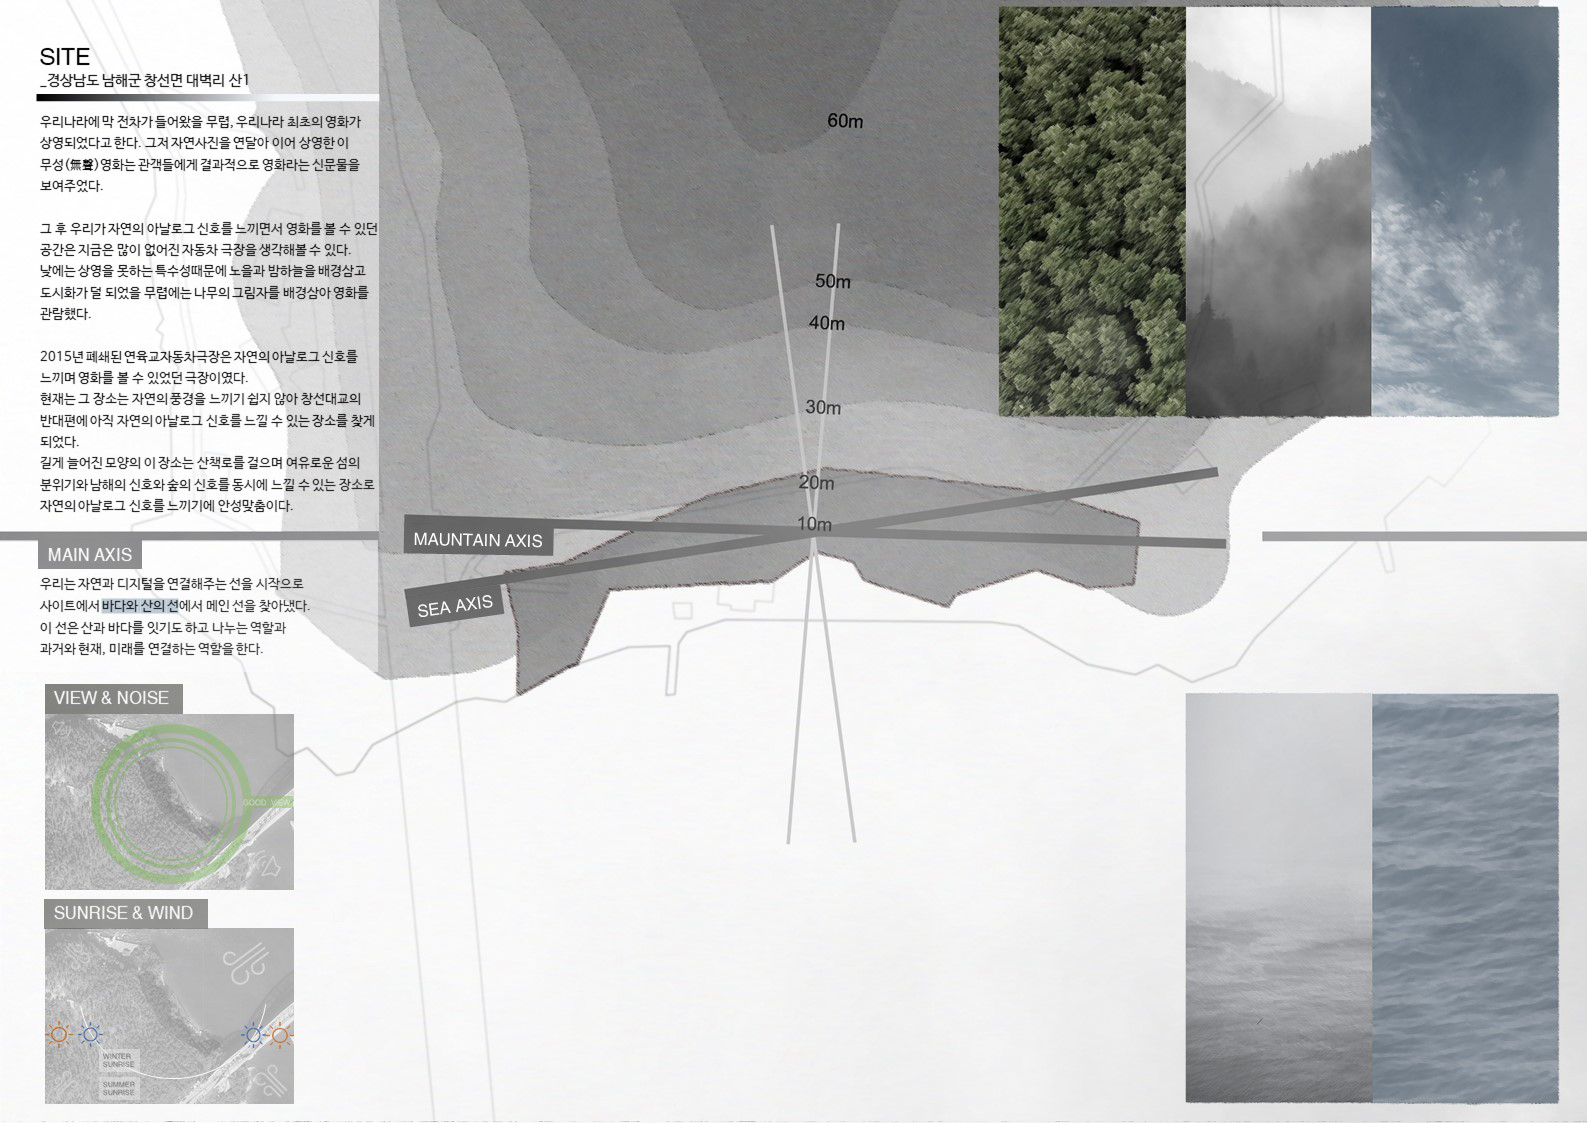 SITE
_경상남도 남해군 창선면 대벽리 산1
우리나라에 막 전차가 들어왔을 무렵, 우리나라 최초의 영화가
상영되었다고 한다. 그저 자연사진을 연달아 이어 상영한 이
무성(無聲)영화는 관객들에게 결과적으로 영화라는 신문물을
보여주었다.
그 후 우리가 자연의 아날로그 신호를 느끼면서 영화를 볼 수 있던
공간은 지금은 많이 없어진 자동차 극장을 생각해볼 수 있다.
낮에는 상영을 못하는 특수성때문에 노을과 밤하늘을 배경삼고
도시화가 덜 되었을 무렵에는 나무의 그림자를 배경삼아 영화를
관람했다.
2015년 폐쇄된 연육교자동차극장은 자연의 아날로그 신호를
느끼며 영화를 볼 수 있었던 극장이였다.
현재는 그 장소는 자연의 풍경을 느끼기 쉽지 않아 창선대교의
반대편에 아직 자연의 아날로그 신호를 느낄 수 있는 장소를 찾게
되었다.
길게 늘어진 모양의 이 장소는 산책로를 걸으며 여유로운 섬의
분위기와 남해의 신호와 숲의 신호를 동시에 느낄 수 있는 장소로
자연의 아날로그 신호를 느끼기에 안성맞춤이다.
MAIN AXIS
우리는 자연과 디지털을 연결해주는 선을 시작으로
사이트에서 바다와 산의 선에서 메인 선을 찾아냈다.
이 선은 산과 바다를 잇기도 하고 나누는 역할과
과거와 현재, 미래를 연결하는 역할을 한다.
VIEW & NOISE
GOOD VIEW
SUNRISE & WIND
WINTER
SUNRISE
SUMMER
SUNRISE
60m
50m
40m
30m
20m
10m
MAUNTAIN AXIS
SEA AXIS